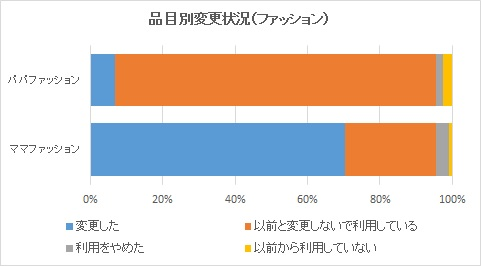 品目別変更状況(ファッション)
パパファッション
ママファッション
0% 20% 40% 60% 80% 100%
変更した 以前と変更しないで利用している
利用をやめた 以前から利用していない